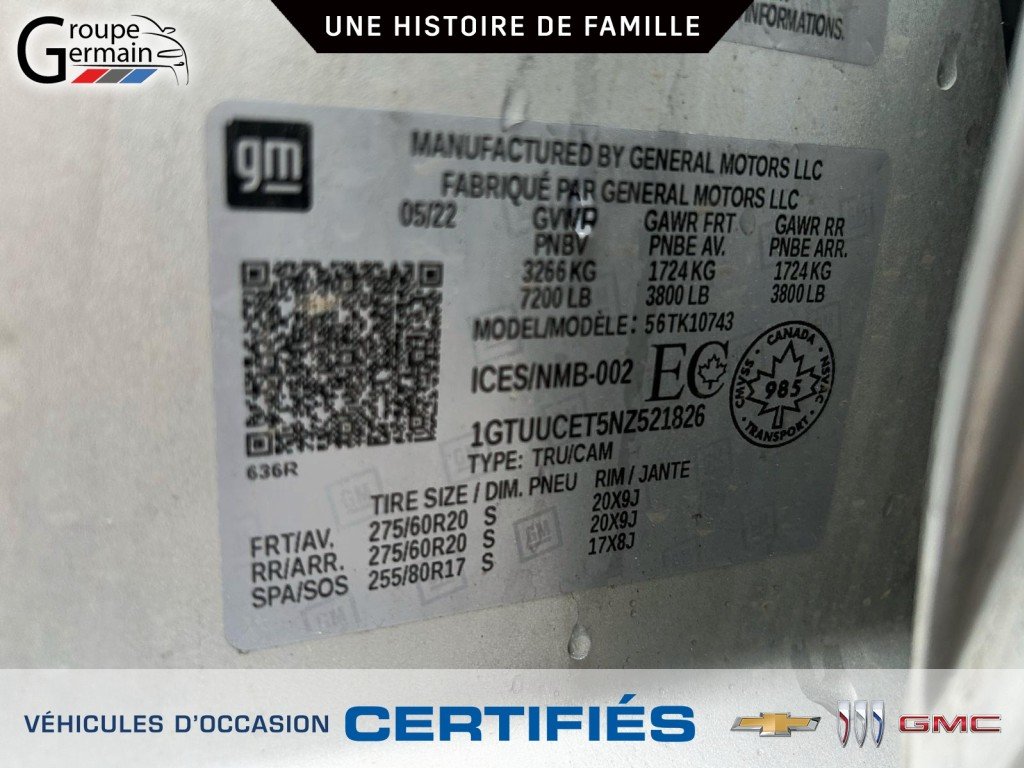 Groupe
Germain
UNE HISTOIRE DE FAMILLE
INFORMATIONS.
gm
MANUFACTURED BY GENERAL MOTORS LLC
FABRIQUÉ PAR GENERAL MOTORS LLC
05/22 GVWR GAWR FRT GAWR RR
PNBV PNBE AV. PNBE ARR.
3266 KG 1724 KG 1724 KG
7200 LB 3800 LB 3800 LB
MODEL/MODÈLE: 56TK10743
ICES/NMB-002 EC
CANADA
CMVSS 985 NSVAC
TRANSPORT
1GTUUCET5NZ521826
636R
TYPE: TRU/CAM
TIRE SIZE / DIM. PNEU RIM / JANTE
FRT/AV. 275/60R20 S 20X9J
RR/ARR. 275/60R20 S 20X9J
SPA/SOS 255/80R17 S 17X8J
GM
VÉHICULES D'OCCASION CERTIFIÉS GMC